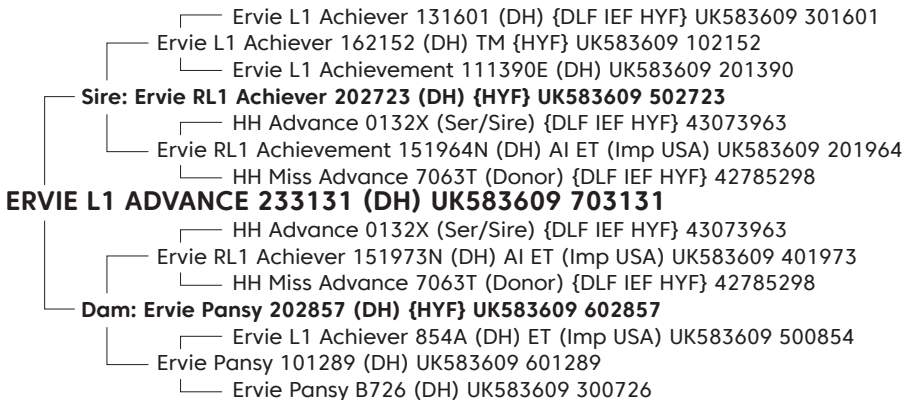 Ervie L1 Achiever 131601 (DH) {DLF IEF HYF} UK583609 301601
Ervie L1 Achiever 162152 (DH) TM {HYF} UK583609 102152
Ervie L1 Achievement 111390E (DH) UK583609 201390
Sire: Ervie RL1 Achiever 202723 (DH) {HYF} UK583609 502723
HH Advance 0132X (Ser/Sire) {DLF IEF HYF} 43073963
Ervie RL1 Achievement 151964N (DH) AI ET (Imp USA) UK583609 201964
HH Miss Advance 7063T (Donor) {DLF IEF HYF} 42785298
ERVIE L1 ADVANCE 233131 (DH) UK583609 703131
HH Advance 0132X (Ser/Sire) {DLF IEF HYF} 43073963
Ervie RL1 Achiever 151973N (DH) AI ET (Imp USA) UK583609 401973
HH Miss Advance 7063T (Donor) {DLF IEF HYF} 42785298
Dam: Ervie Pansy 202857 (DH) {HYF} UK583609 602857
Ervie L1 Achiever 854A (DH) ET (Imp USA) UK583609 500854
Ervie Pansy 101289 (DH) UK583609 601289
Ervie Pansy B726 (DH) UK583609 300726